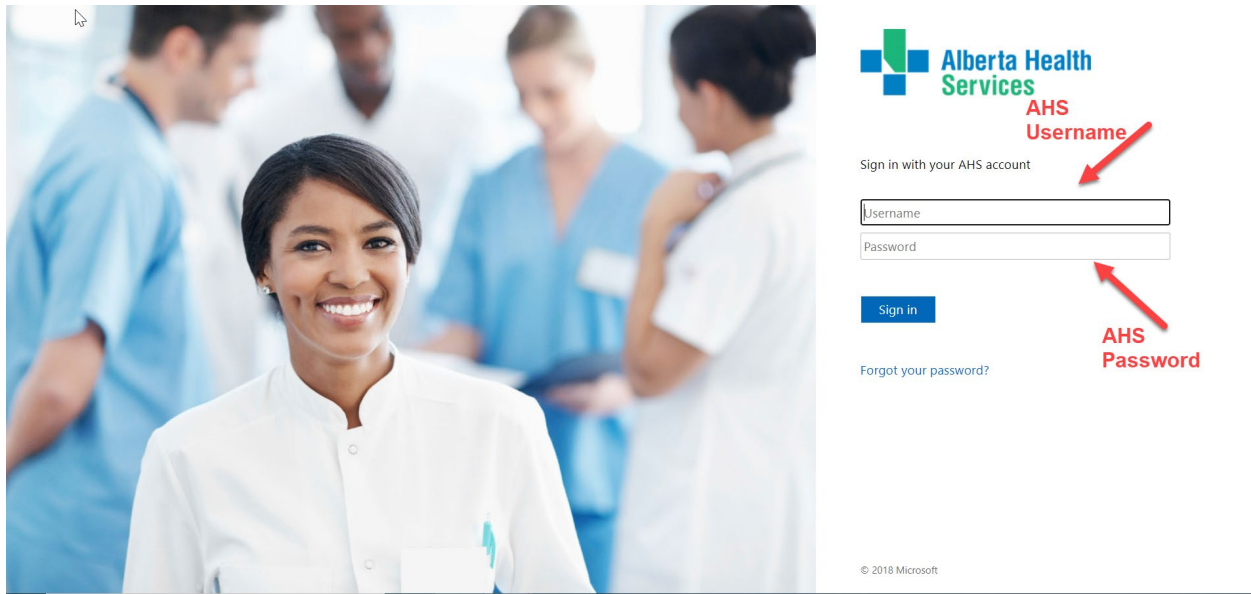 Alberta Health
Services
AHS
Username
Sign in with your AHS account
Username
Password
Sign in
AHS
Password
Forgot your password?
© 2018 Microsoft